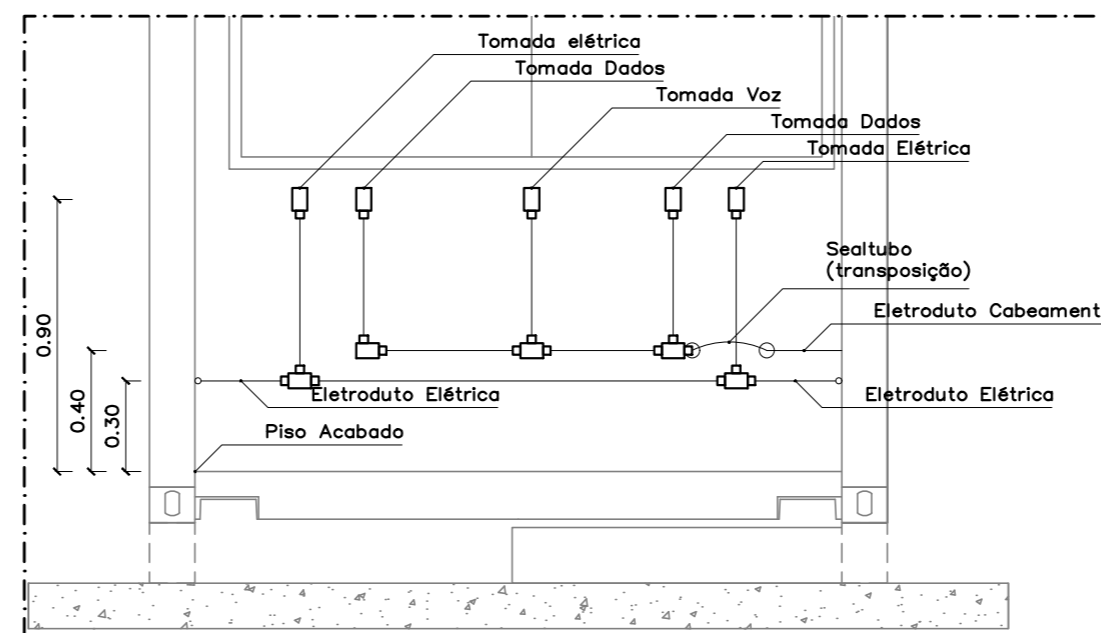 Tomada elétrica
Tomada Dados
Tomada Voz
Tomada Dados
Tomada Elétrica
Sealtubo
(transposição)
Eletroduto Cabeament
0.90
0.40
0.30
Eletroduto Elétrica
Eletroduto Elétrica
Piso Acabado